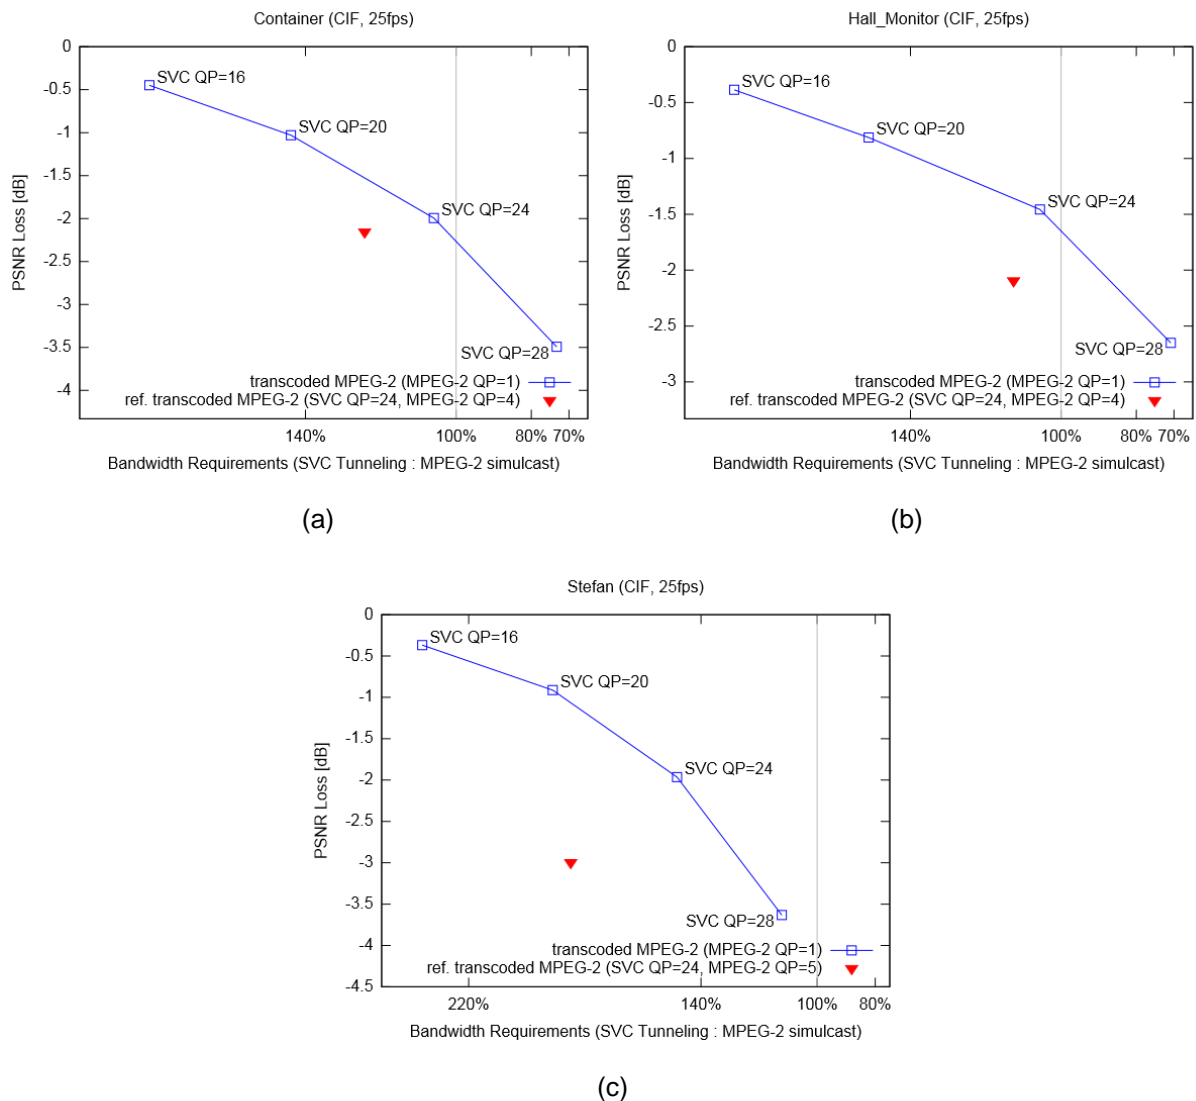 Container (CIF, 25fps)
0
-0.5
-1
-1.5
-2
-2.5
-3
-3.5
-4
PSNR Loss [dB]
SVC QP=16
SVC QP=20
SVC QP=24
SVC QP=28
transcoded MPEG-2 (MPEG-2 QP=1)
ref. transcoded MPEG-2 (SVC QP=24, MPEG-2 QP=4)
140% 100% 80% 70%
Bandwidth Requirements (SVC Tunneling : MPEG-2 simulcast)
(a)
Hall_Monitor (CIF, 25fps)
0
-0.5
-1
-1.5
-2
-2.5
-3
PSNR Loss [dB]
SVC QP=16
SVC QP=20
SVC QP=24
SVC QP=28
transcoded MPEG-2 (MPEG-2 QP=1)
ref. transcoded MPEG-2 (SVC QP=24, MPEG-2 QP=4)
140% 100% 80% 70%
Bandwidth Requirements (SVC Tunneling : MPEG-2 simulcast)
(b)
Stefan (CIF, 25fps)
0
-0.5
-1
-1.5
-2
-2.5
-3
-3.5
-4
-4.5
PSNR Loss [dB]
SVC QP=16
SVC QP=20
SVC QP=24
SVC QP=28
transcoded MPEG-2 (MPEG-2 QP=1)
ref. transcoded MPEG-2 (SVC QP=24, MPEG-2 QP=5)
220% 140% 100% 80%
Bandwidth Requirements (SVC Tunneling : MPEG-2 simulcast)
(c)